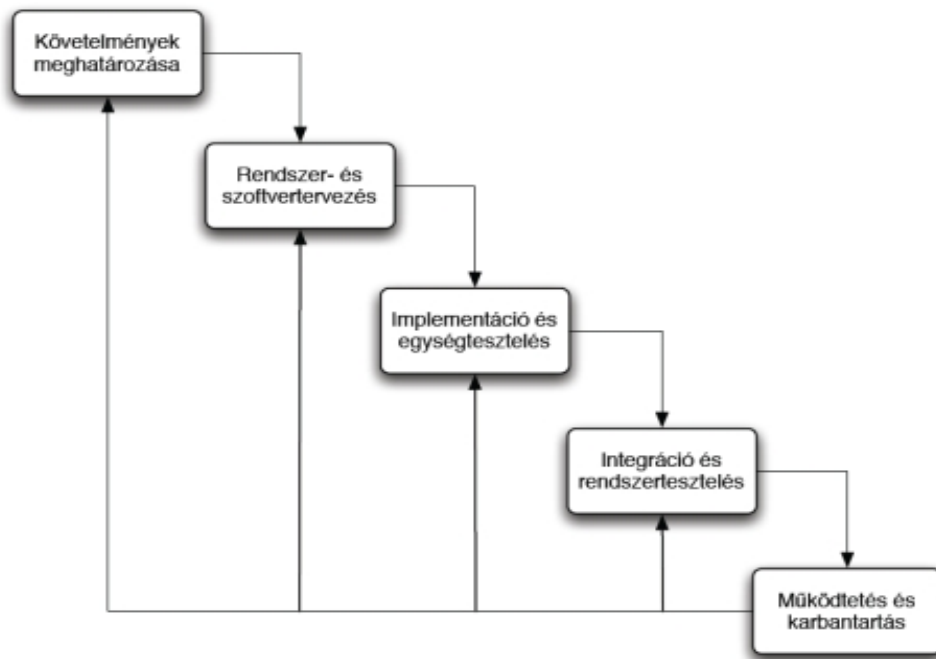 Követelmények
meghatározása
Rendszer- és
szoftvertervezés
Implementáció és
egységtesztelés
Integráció és
rendszertesztelés
Működtetés és
karbantartás